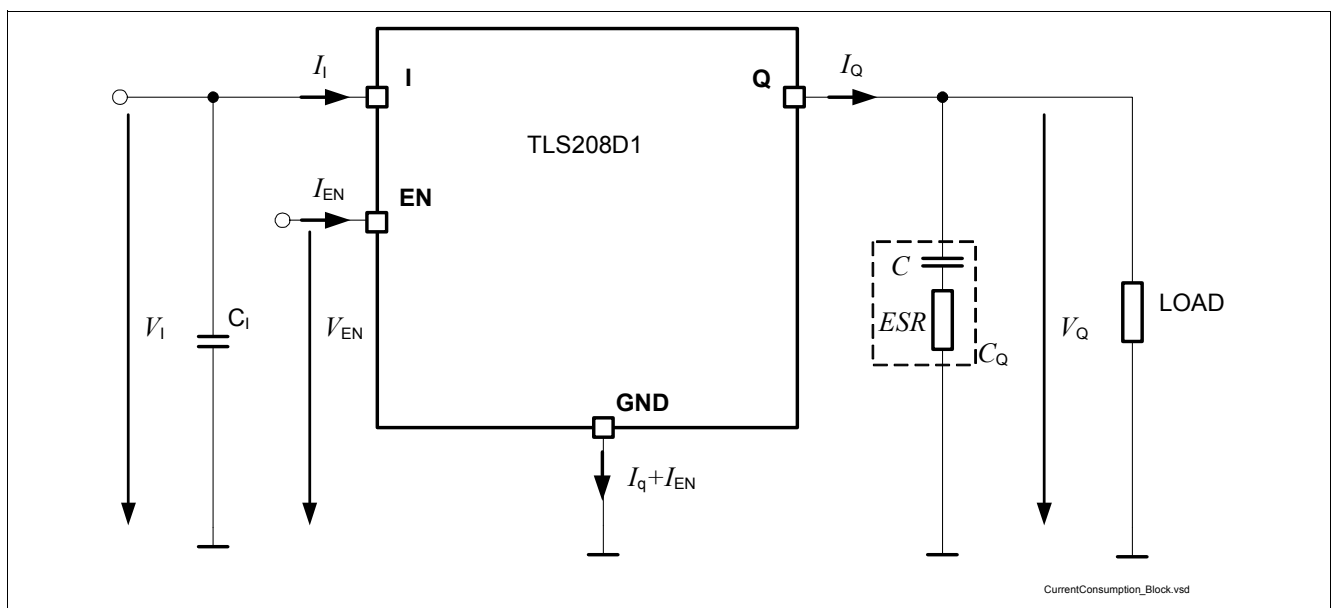 I_I
I
Q
I_Q
TLS208D1
I_EN
EN
V_I
C_I
V_EN
C
ESR
C_Q
V_Q
LOAD
GND
I_q+I_EN
CurrentConsumption_Block.vsd